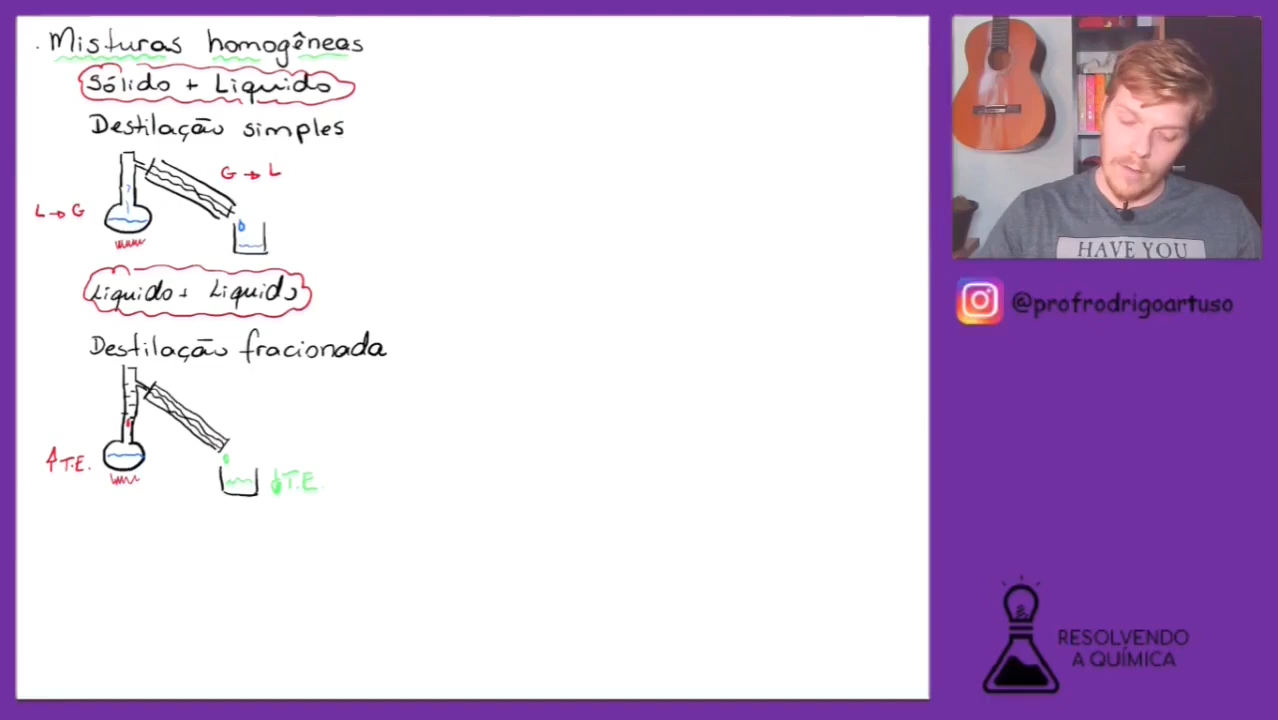 . Misturas homogêneas
Sólido + Líquido
Destilação simples
G → L
L → G
Líquido + Líquido
Destilação fracionada
↑ T.E.
↓ T.E.
HAVE YOU
@profrodrigoartuso
RESOLVENDO
A QUÍMICA